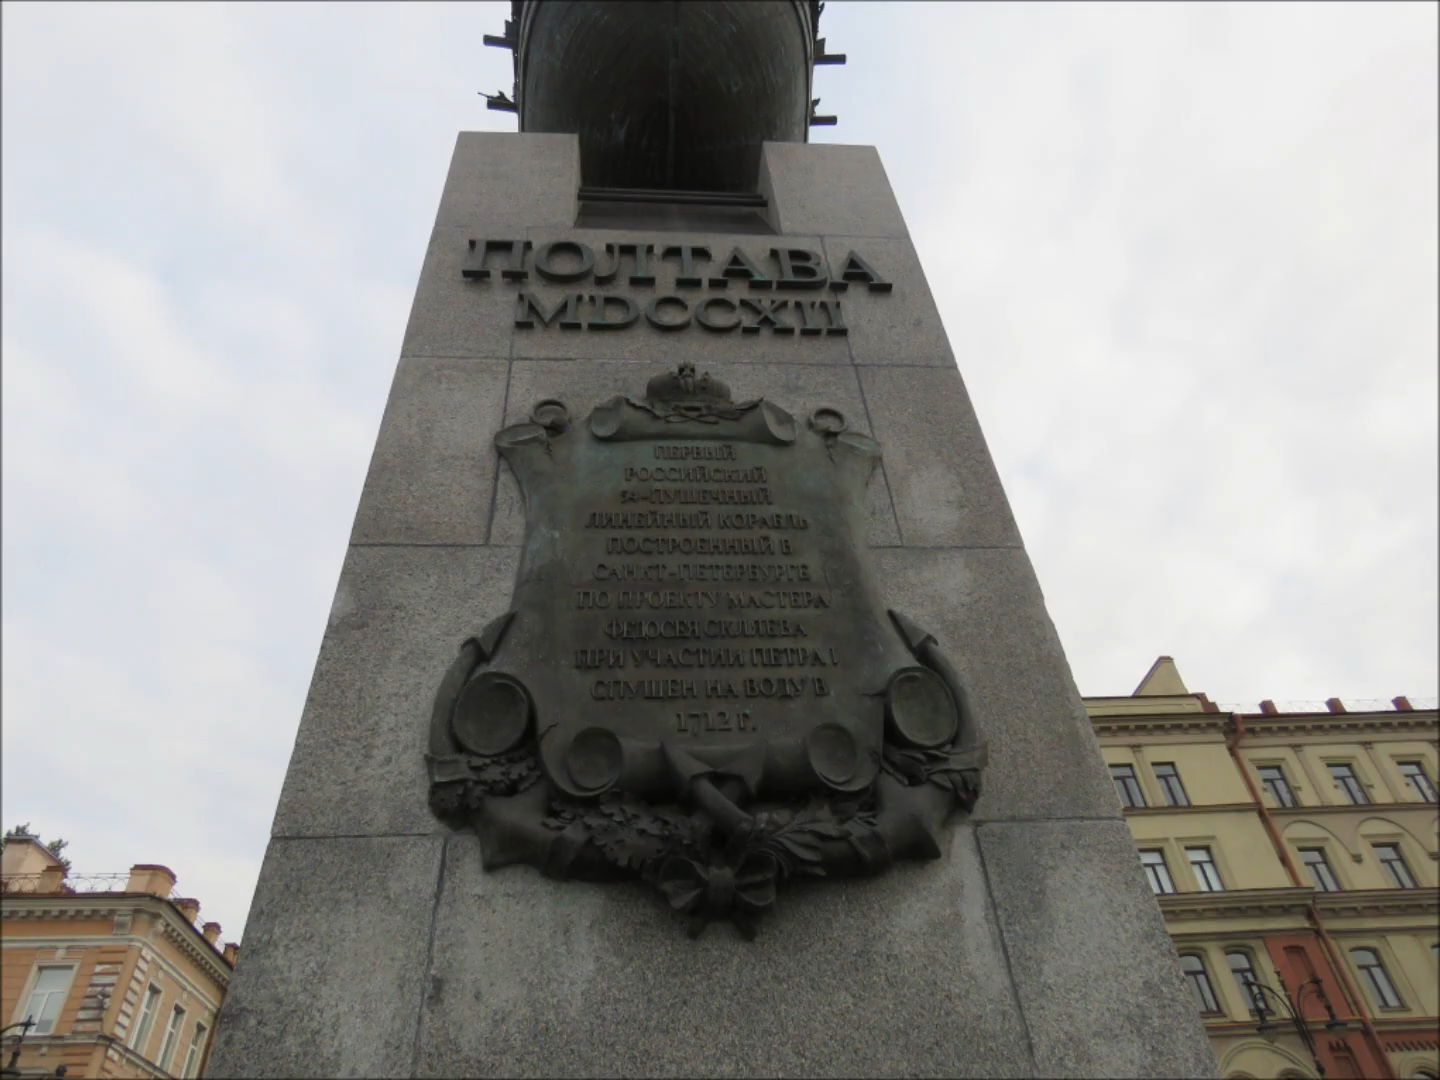 ПОЛТАВА
MDCCXII
ПЕРВЫЙ
РОССИЙСКИЙ
54-ПУШЕЧНЫЙ
ЛИНЕЙНЫЙ КОРАБЛЬ
ПОСТРОЕННЫЙ В
САНКТ-ПЕТЕРБУРГЕ
ПО ПРОЕКТУ МАСТЕРА
ФЕДОСЕЯ СКЛЯЕВА
ПРИ УЧАСТИИ ПЕТРА I
СПУЩЕН НА ВОДУ В
1712 г.